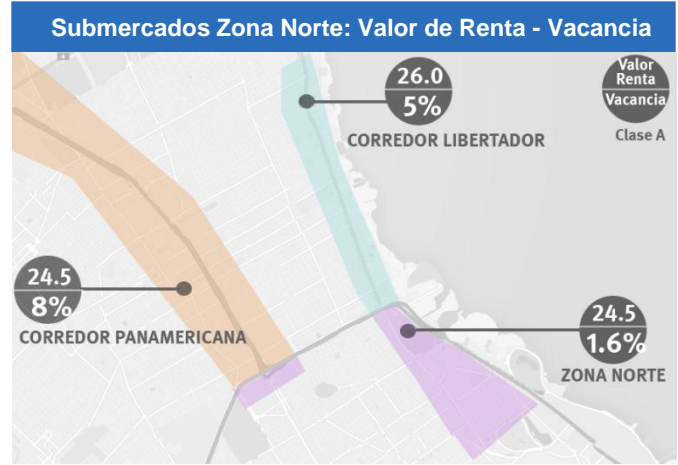 Submercados Zona Norte: Valor de Renta - Vacancia
26.0
5%
CORREDOR LIBERTADOR
Valor
Renta
Vacancia
Clase A
24.5
8%
CORREDOR PANAMERICANA
24.5
1.6%
ZONA NORTE